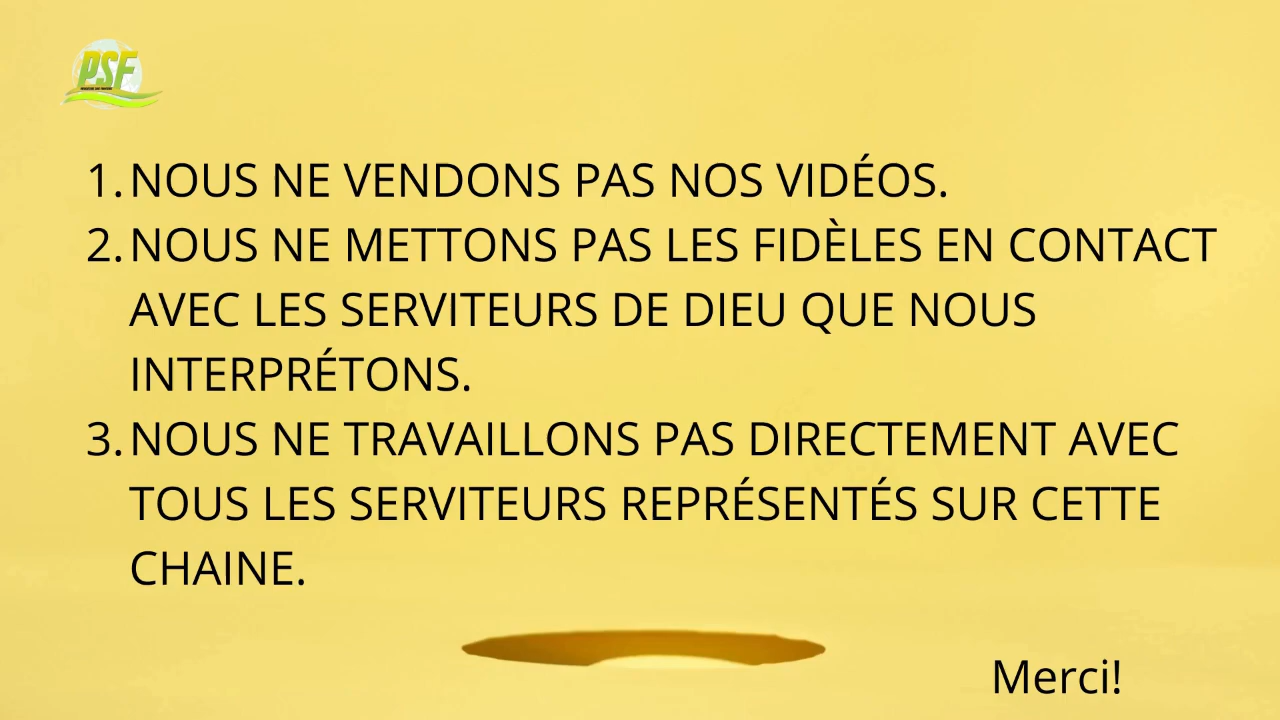 PSF
1. NOUS NE VENDONS PAS NOS VIDÉOS.
2. NOUS NE METTONS PAS LES FIDÈLES EN CONTACT
AVEC LES SERVITEURS DE DIEU QUE NOUS
INTERPRÉTONS.
3. NOUS NE TRAVAILLONS PAS DIRECTEMENT AVEC
TOUS LES SERVITEURS REPRÉSENTÉS SUR CETTE
CHAINE.
Merci!